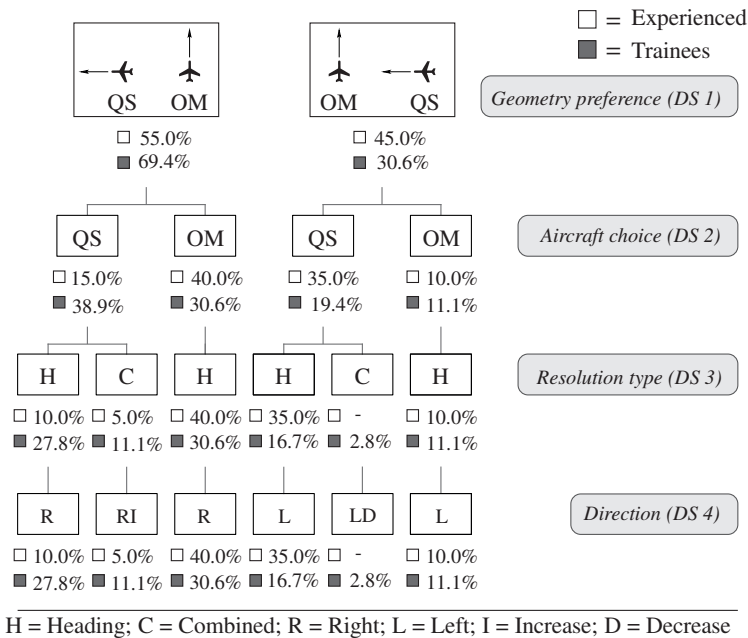 = Experienced
= Trainees
QS OM OM QS
Geometry preference (DS 1)
55.0% 45.0%
69.4% 30.6%
QS OM QS OM
Aircraft choice (DS 2)
15.0% 40.0% 35.0% 10.0%
38.9% 30.6% 19.4% 11.1%
H C H H C H
Resolution type (DS 3)
10.0% 5.0% 40.0% 35.0% - 10.0%
27.8% 11.1% 30.6% 16.7% 2.8% 11.1%
R RI R L LD L
Direction (DS 4)
10.0% 5.0% 40.0% 35.0% - 10.0%
27.8% 11.1% 30.6% 16.7% 2.8% 11.1%
H = Heading; C = Combined; R = Right; L = Left; I = Increase; D = Decrease